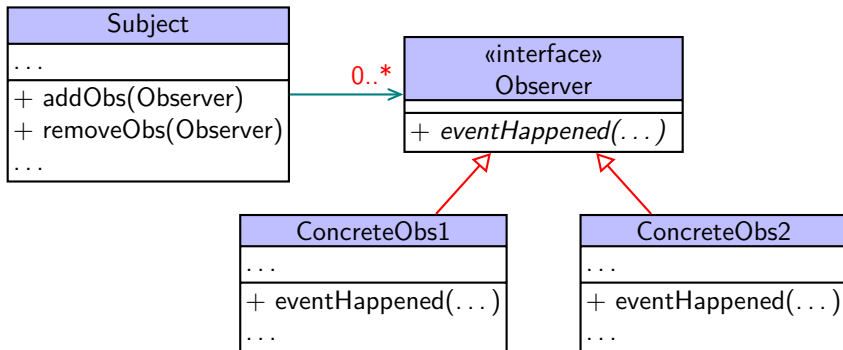 Subject
. . .
+ addObs(Observer)
+ removeObs(Observer)
. . .
0..*
«interface»
Observer
+ eventHappened(. . . )
ConcreteObs1
. . .
+ eventHappened(. . . )
. . .
ConcreteObs2
. . .
+ eventHappened(. . . )
. . .